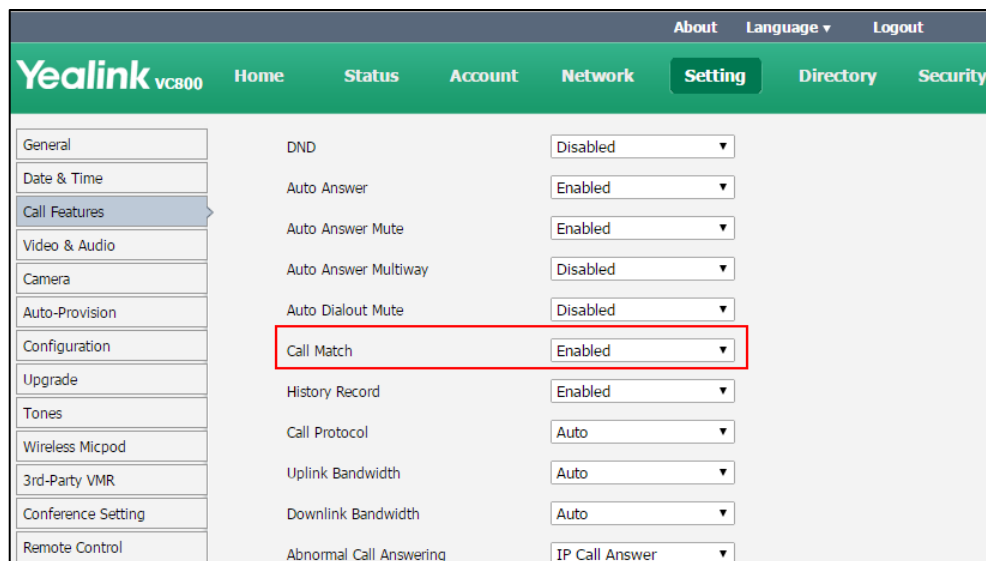 About Language ▾ Logout
Yealink VC800 Home Status Account Network Setting Directory Security
General
Date & Time
Call Features
Video & Audio
Camera
Auto-Provision
Configuration
Upgrade
Tones
Wireless Micpod
3rd-Party VMR
Conference Setting
Remote Control
DND Disabled ▼
Auto Answer Enabled ▼
Auto Answer Mute Enabled ▼
Auto Answer Multiway Disabled ▼
Auto Dialout Mute Disabled ▼
Call Match Enabled ▼
History Record Enabled ▼
Call Protocol Auto ▼
Uplink Bandwidth Auto ▼
Downlink Bandwidth Auto ▼
Abnormal Call Answering IP Call Answer ▼